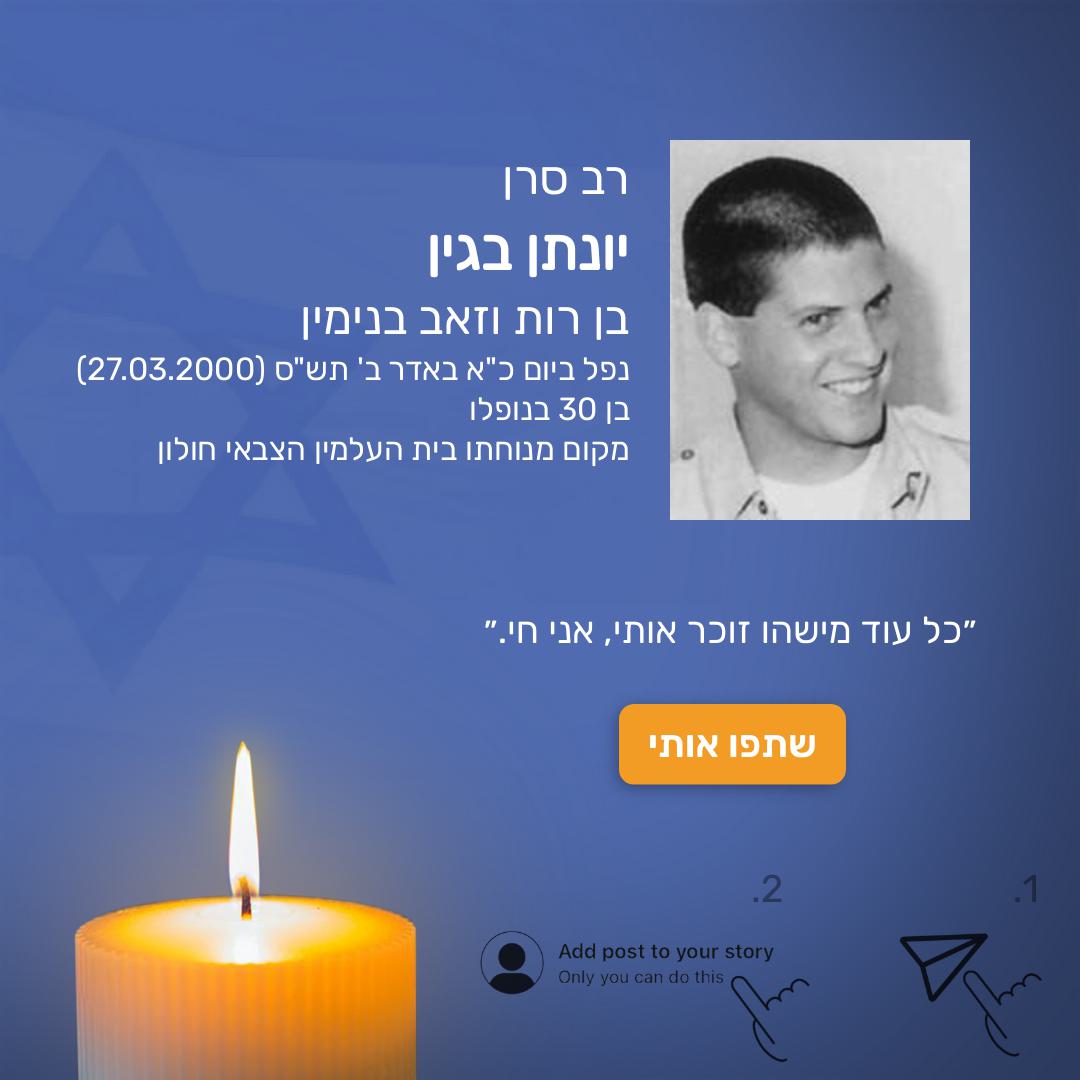 רב סרן
יונתן בגין
בן רות וזאב בנימין
נפל ביום כ"א באדר ב' תש"ס (27.03.2000)
בן 30 בנופלו
מקום מנוחתו בית העלמין הצבאי חולון
״כל עוד מישהו זוכר אותי, אני חי.״
שתפו אותי
1.
2.
Add post to your story
Only you can do this